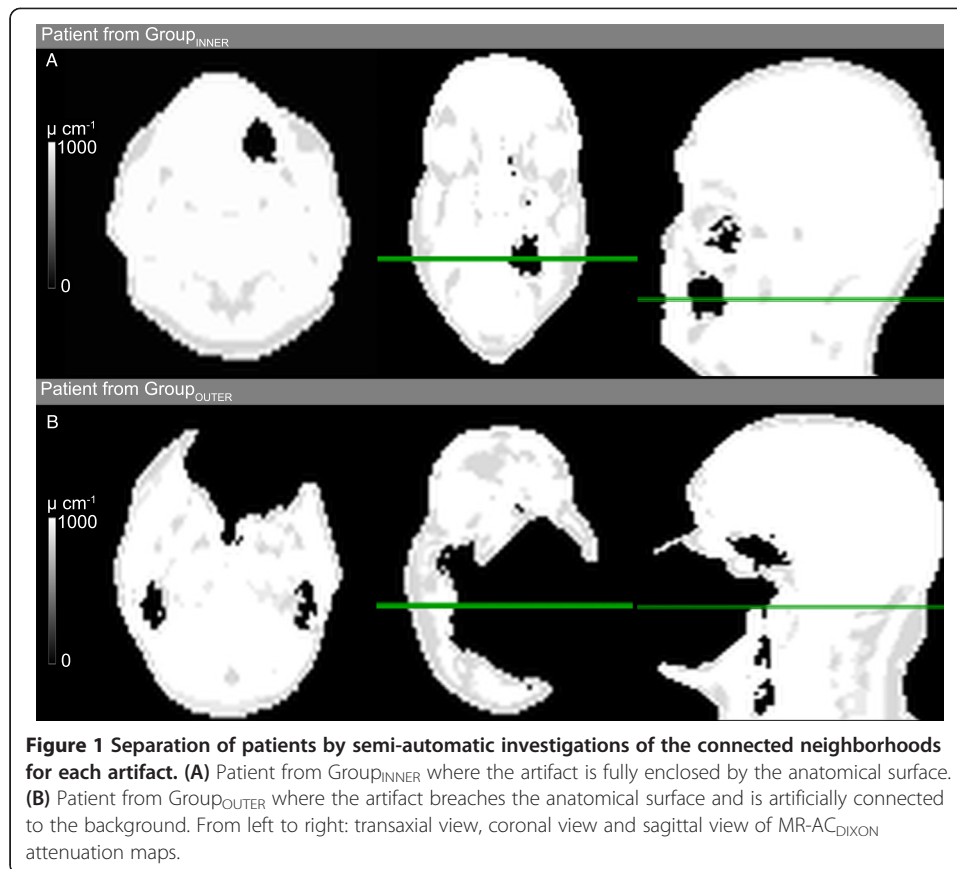 Patient from GroupINNER
A
μ cm-1
1000
0
Patient from GroupOUTER
B
μ cm-1
1000
0
Figure 1 Separation of patients by semi-automatic investigations of the connected neighborhoods
for each artifact. (A) Patient from GroupINNER where the artifact is fully enclosed by the anatomical surface.
(B) Patient from GroupOUTER where the artifact breaches the anatomical surface and is artificially connected
to the background. From left to right: transaxial view, coronal view and sagittal view of MR-ACDIXON
attenuation maps.